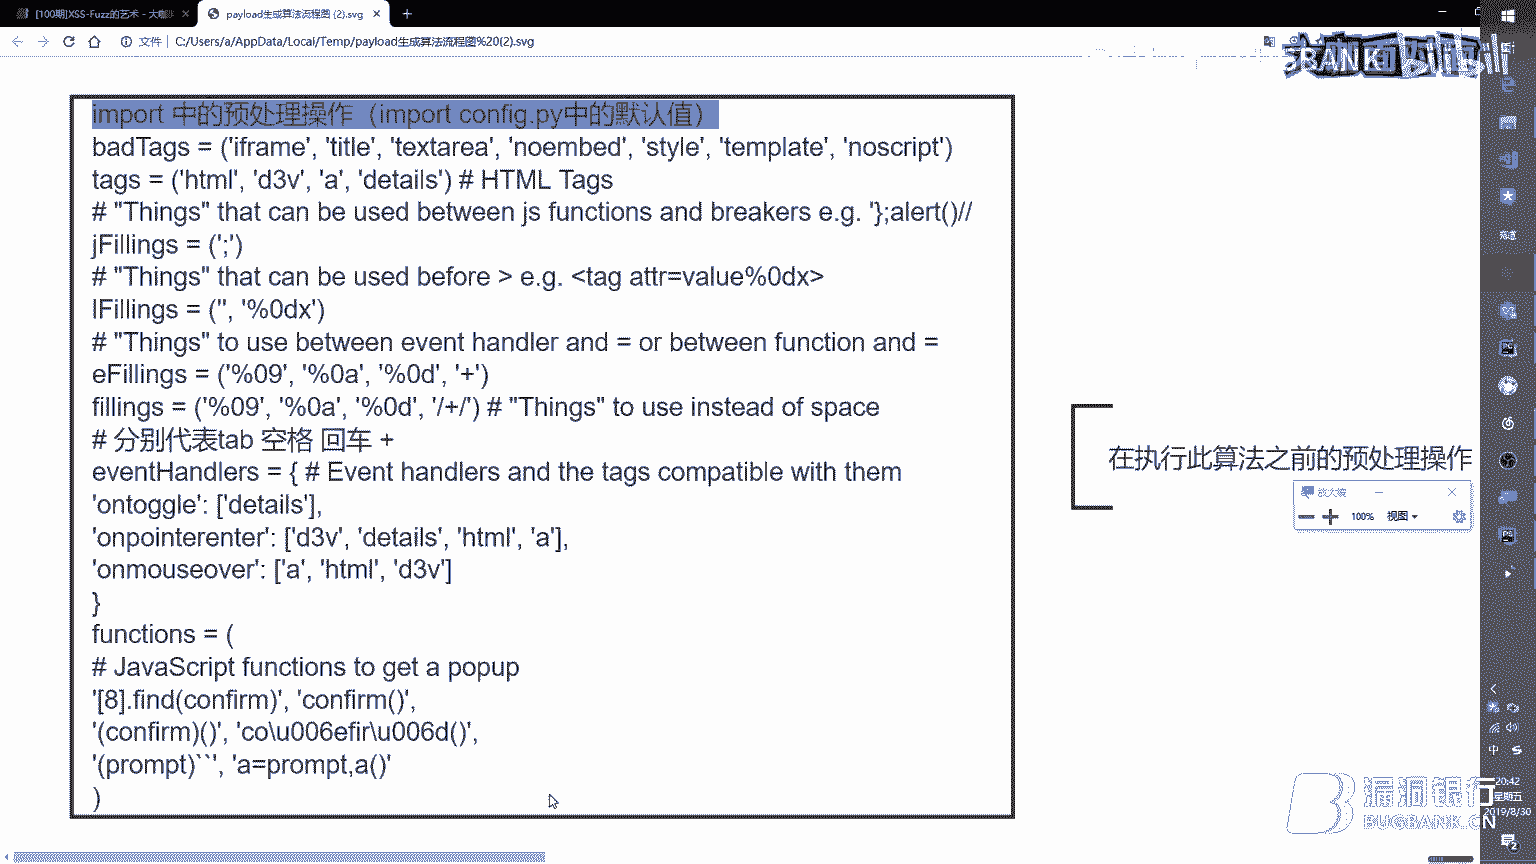 [100期]XSS-Fuzz的艺术 - 大咖
payload生成算法流程图 (2).svg
文件 | C:/Users/a/AppData/Local/Temp/payload生成算法流程图%20(2).svg
import 中的预处理操作（import config.py中的默认值）
badTags = ('iframe', 'title', 'textarea', 'noembed', 'style', 'template', 'noscript')
tags = ('html', 'd3v', 'a', 'details') # HTML Tags
# "Things" that can be used between js functions and breakers e.g. '};alert()//
jFillings = (';')
# "Things" that can be used before > e.g. <tag attr=value%0dx>
lFillings = ('', '%0dx')
# "Things" to use between event handler and = or between function and =
eFillings = ('%09', '%0a', '%0d', '+')
fillings = ('%09', '%0a', '%0d', '/+/') # "Things" to use instead of space
# 分别代表tab 空格 回车 +
eventHandlers = { # Event handlers and the tags compatible with them
'ontoggle': ['details'],
'onpointerenter': ['d3v', 'details', 'html', 'a'],
'onmouseover': ['a', 'html', 'd3v']
}
functions = (
# JavaScript functions to get a popup
'[8].find(confirm)', 'confirm()',
'(confirm)()', 'co\u006efir\u006d()',
'(prompt)``', 'a=prompt,a()'
)
在执行此算法之前的预处理操作
放大镜
100% 视图
中
20:42
星期五
2019/8/30
漏洞银行
BUGBANK.CN
bilibili